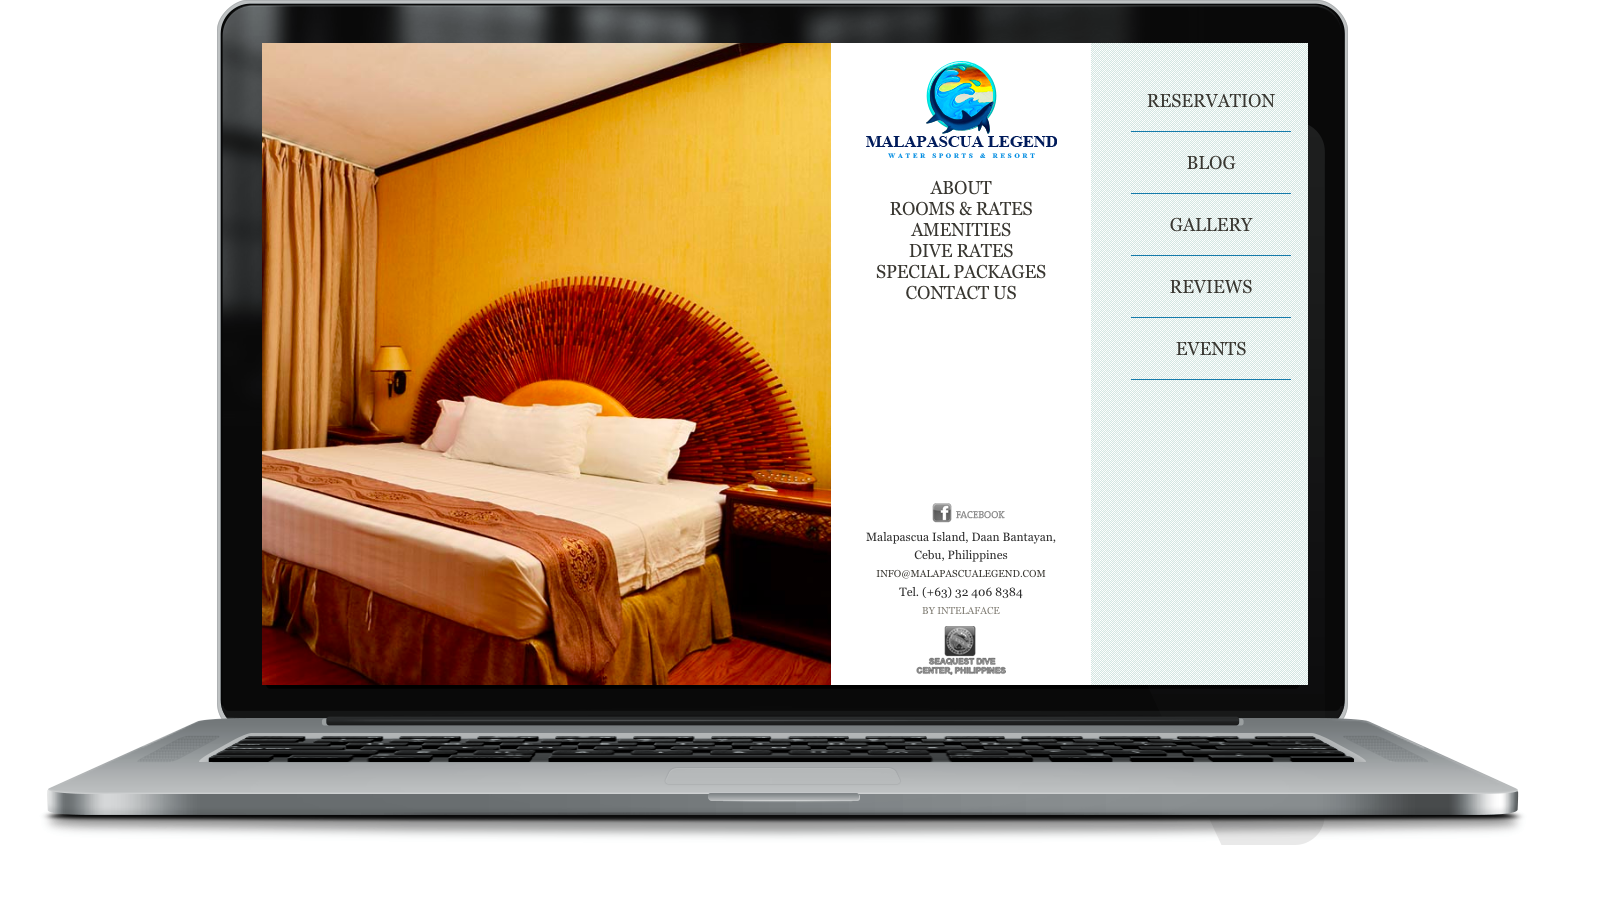 MALAPASCUA LEGEND
WATER SPORTS & RESORT
ABOUT
ROOMS & RATES
AMENITIES
DIVE RATES
SPECIAL PACKAGES
CONTACT US
FACEBOOK
Malapascua Island, Daan Bantayan,
Cebu, Philippines
INFO@MALAPASCUALEGEND.COM
Tel. (+63) 32 406 8384
BY INTELAFACE
SEAQUEST DIVE
CENTER, PHILIPPINES
RESERVATION
BLOG
GALLERY
REVIEWS
EVENTS